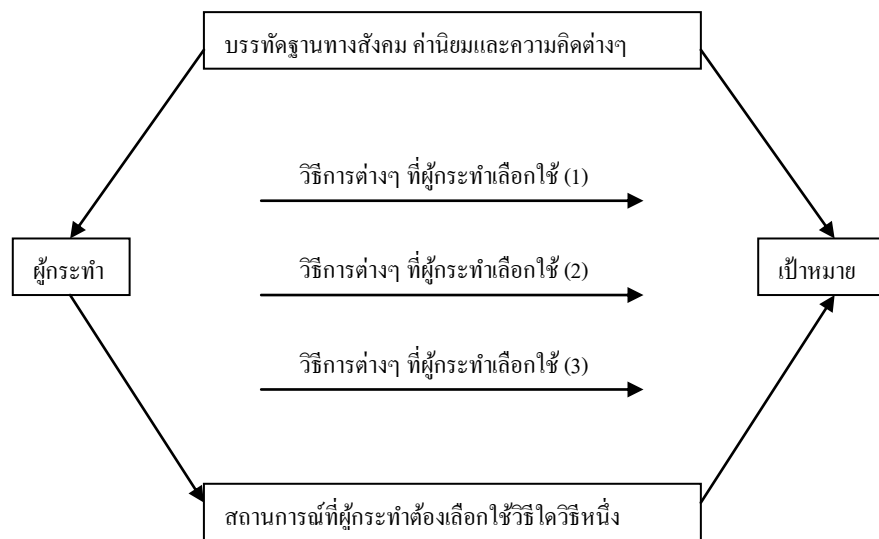 บรรทัดฐานทางสังคม ค่านิยมและความคิดต่างๆ
วิธีการต่างๆ ที่ผู้กระทำเลือกใช้ (1)
ผู้กระทำ
วิธีการต่างๆ ที่ผู้กระทำเลือกใช้ (2)
เป้าหมาย
วิธีการต่างๆ ที่ผู้กระทำเลือกใช้ (3)
สถานการณ์ที่ผู้กระทำต้องเลือกใช้วิธีใดวิธีหนึ่ง